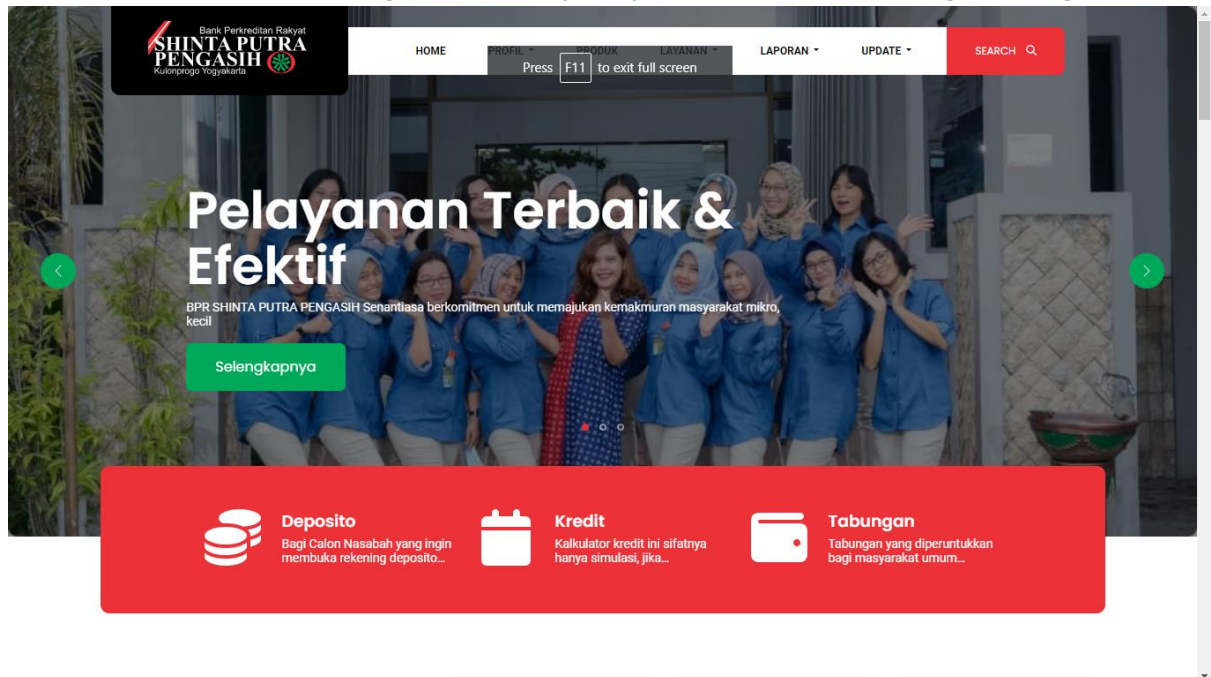 Bank Perkreditan Rakyat
SHINTA PUTRA
PENGASIH
Kulonprogo Yogyakarta
HOME PROFIL PRODUK LAYANAN LAPORAN UPDATE SEARCH
Press F11 to exit full screen
Pelayanan Terbaik &
Efektif
BPR SHINTA PUTRA PENGASIH Senantiasa berkomitmen untuk memajukan kemakmuran masyarakat mikro,
kecil
Selengkapnya
Deposito
Bagi Calon Nasabah yang ingin
membuka rekening deposito...
Kredit
Kalkulator kredit ini sifatnya
hanya simulasi, jika...
Tabungan
Tabungan yang diperuntukkan
bagi masyarakat umum...